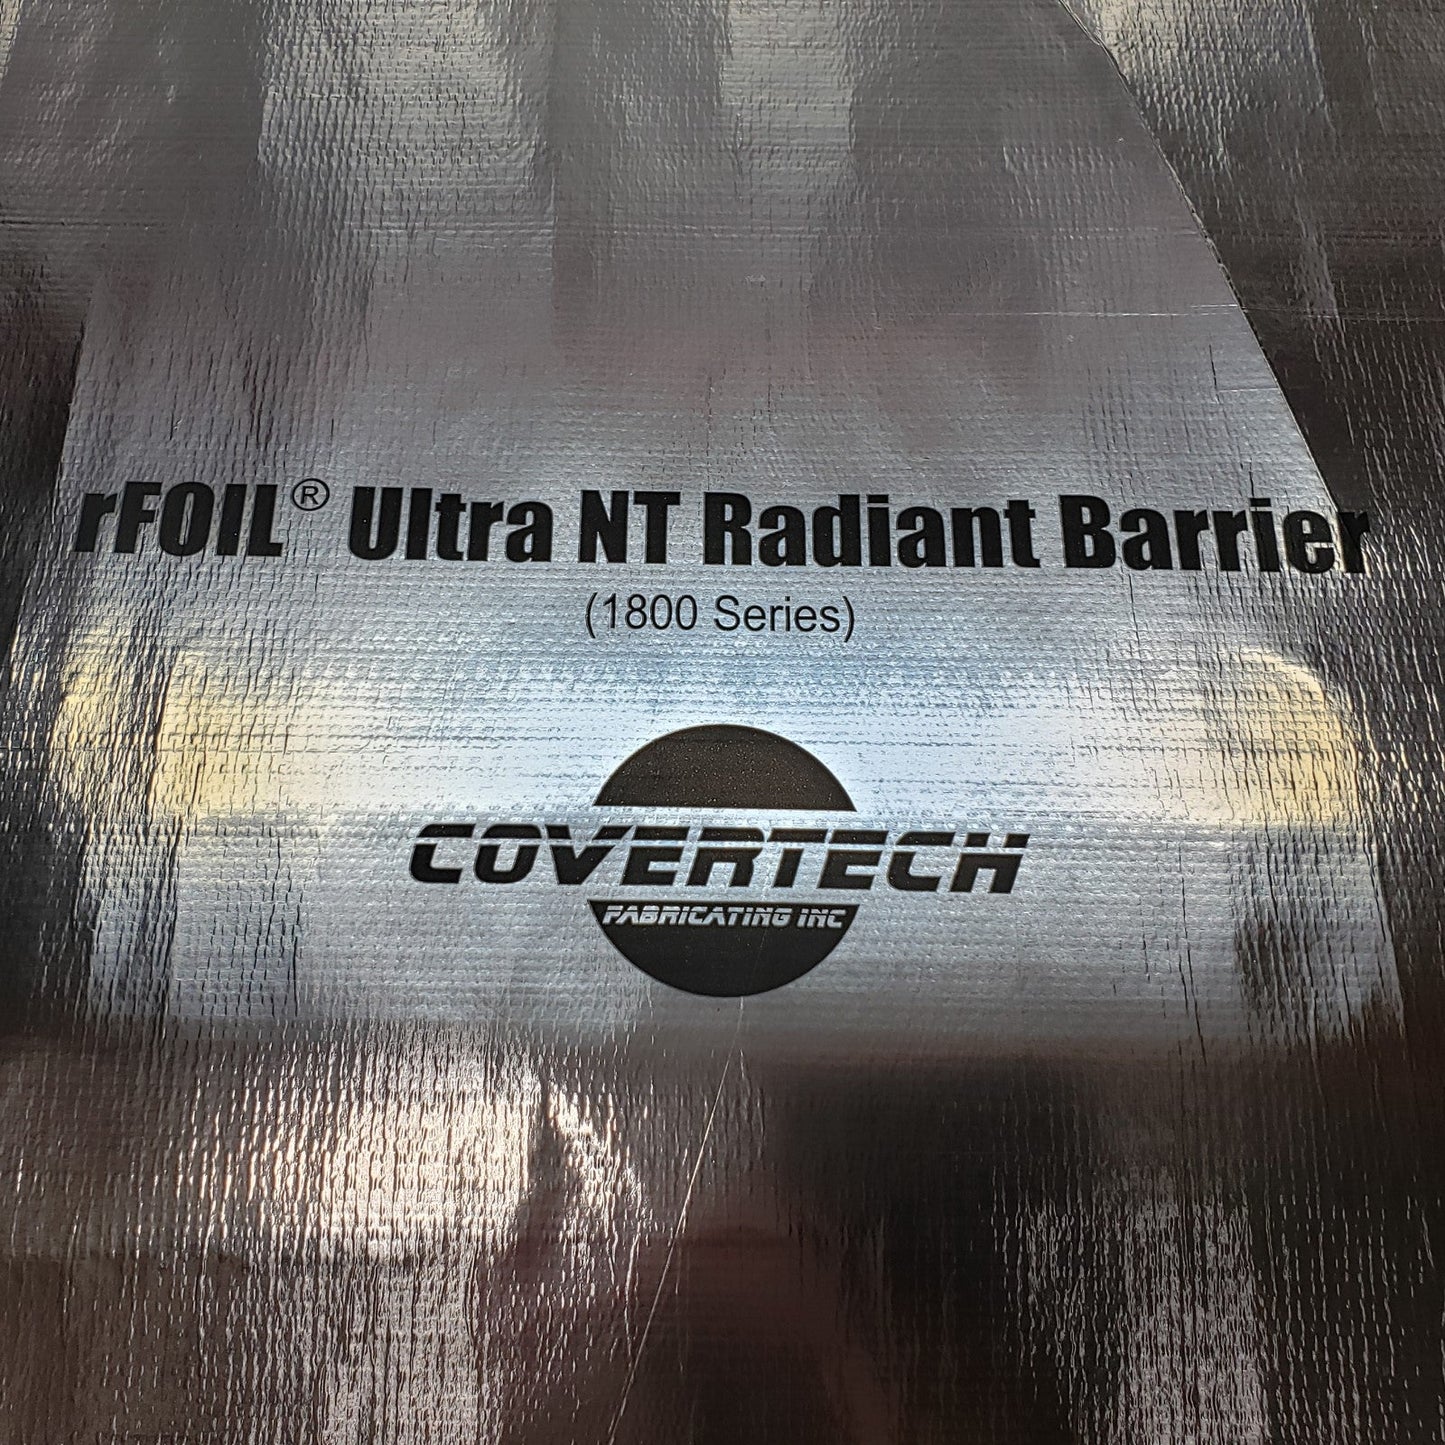 rFOIL® Ultra NT Radiant Barrier
(1800 Series)
COVERTECH
FABRICATING INC